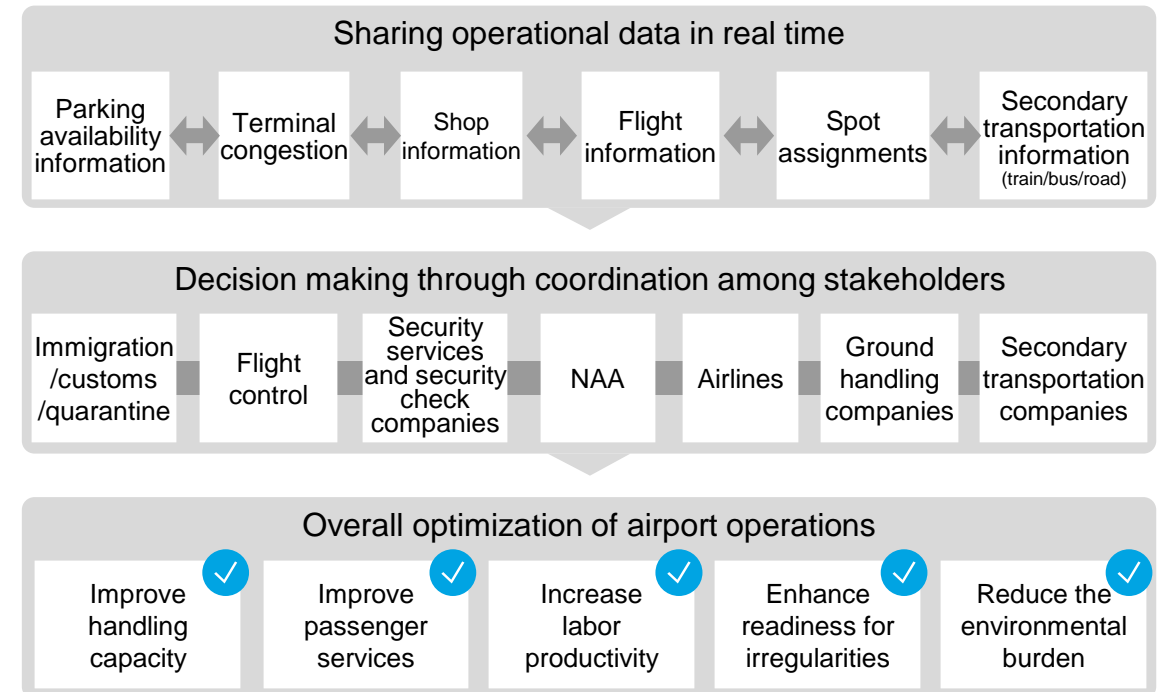 Sharing operational data in real time
Parking
availability
information
Terminal
congestion
Shop
information
Flight
information
Spot
assignments
Secondary
transportation
information
(train/bus/road)
Decision making through coordination among stakeholders
Immigration
/customs
/quarantine
Flight
control
Security
services
and security
check
companies
NAA
Airlines
Ground
handling
companies
Secondary
transportation
companies
Overall optimization of airport operations
Improve
handling
capacity
Improve
passenger
services
Increase
labor
productivity
Enhance
readiness for
irregularities
Reduce the
environmental
burden